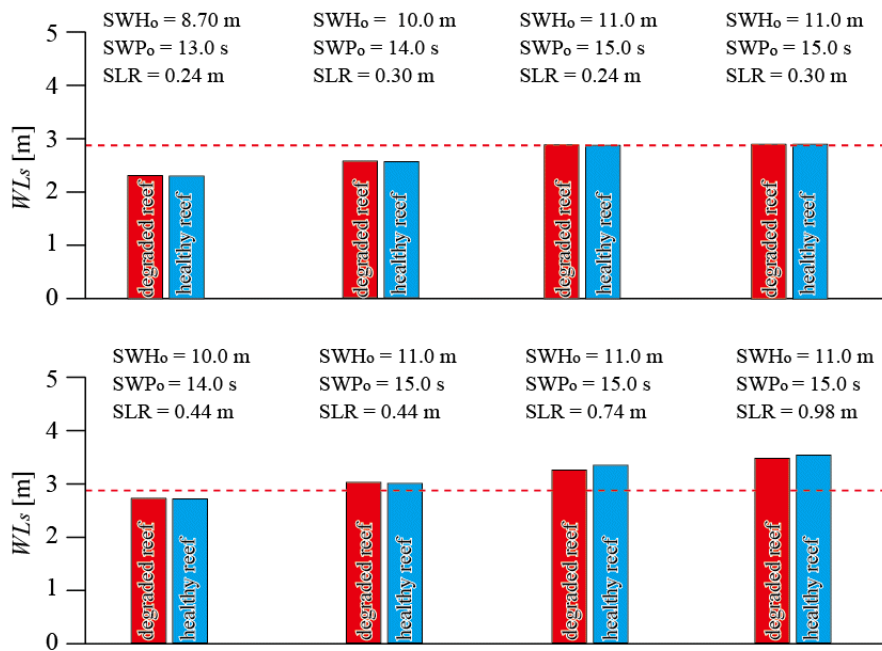 SWHₒ = 8.70 m
SWPₒ = 13.0 s
SLR = 0.24 m
SWHₒ = 10.0 m
SWPₒ = 14.0 s
SLR = 0.30 m
SWHₒ = 11.0 m
SWPₒ = 15.0 s
SLR = 0.24 m
SWHₒ = 11.0 m
SWPₒ = 15.0 s
SLR = 0.30 m
WLs [m]
5
4
3
2
1
0
degraded reef
healthy reef
degraded reef
healthy reef
degraded reef
healthy reef
degraded reef
healthy reef
SWHₒ = 10.0 m
SWPₒ = 14.0 s
SLR = 0.44 m
SWHₒ = 11.0 m
SWPₒ = 15.0 s
SLR = 0.44 m
SWHₒ = 11.0 m
SWPₒ = 15.0 s
SLR = 0.74 m
SWHₒ = 11.0 m
SWPₒ = 15.0 s
SLR = 0.98 m
WLs [m]
5
4
3
2
1
0
degraded reef
healthy reef
degraded reef
healthy reef
degraded reef
healthy reef
degraded reef
healthy reef